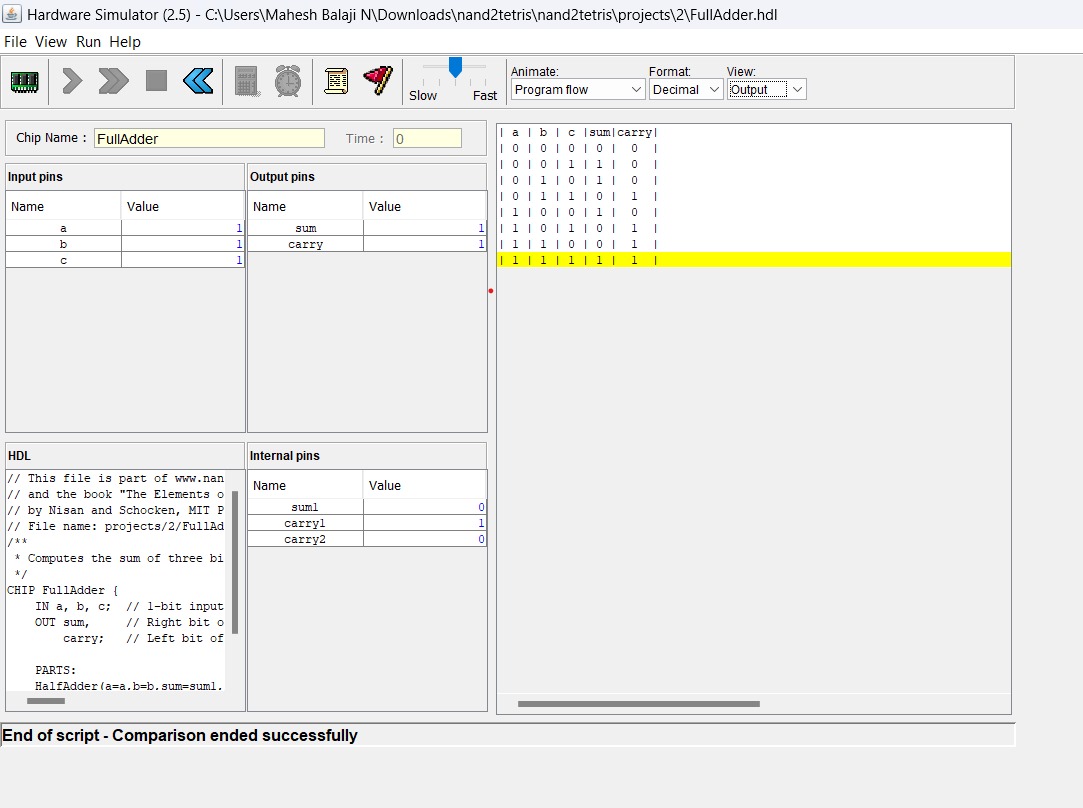 Hardware Simulator (2.5) - C:\Users\Mahesh Balaji N\Downloads\nand2tetris\nand2tetris\projects\2\FullAdder.hdl
File View Run Help
Slow Fast
Animate: Format: View:
Program flow Decimal Output
Chip Name : FullAdder Time : 0
Input pins
Name Value
a 1
b 1
c 1
Output pins
Name Value
sum 1
carry 1
| a | b | c |sum|carry|
| 0 | 0 | 0 | 0 |  0  |
| 0 | 0 | 1 | 1 |  0  |
| 0 | 1 | 0 | 1 |  0  |
| 0 | 1 | 1 | 0 |  1  |
| 1 | 0 | 0 | 1 |  0  |
| 1 | 0 | 1 | 0 |  1  |
| 1 | 1 | 0 | 0 |  1  |
| 1 | 1 | 1 | 1 |  1  |
HDL
// This file is part of www.nan
// and the book "The Elements o
// by Nisan and Schocken, MIT P
// File name: projects/2/FullAd
/**
 * Computes the sum of three bi
 */
CHIP FullAdder {
    IN a, b, c;  // 1-bit input
    OUT sum,     // Right bit o
        carry;   // Left bit of
    PARTS:
    HalfAdder(a=a,b=b,sum=sum1,
Internal pins
Name Value
sum1 0
carry1 1
carry2 0
End of script - Comparison ended successfully